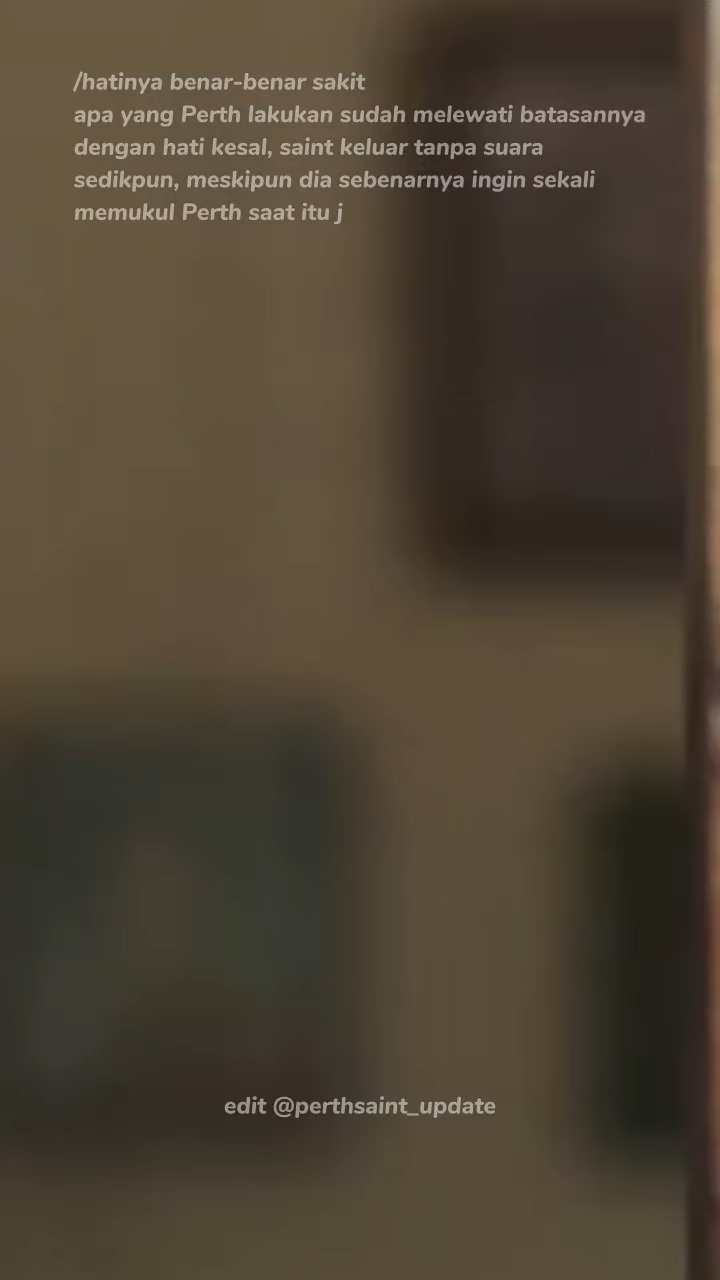 /hatinya benar-benar sakit
apa yang Perth lakukan sudah melewati batasannya
dengan hati kesal, saint keluar tanpa suara
sedikpun, meskipun dia sebenarnya ingin sekali
memukul Perth saat itu j
edit @perthsaint_update